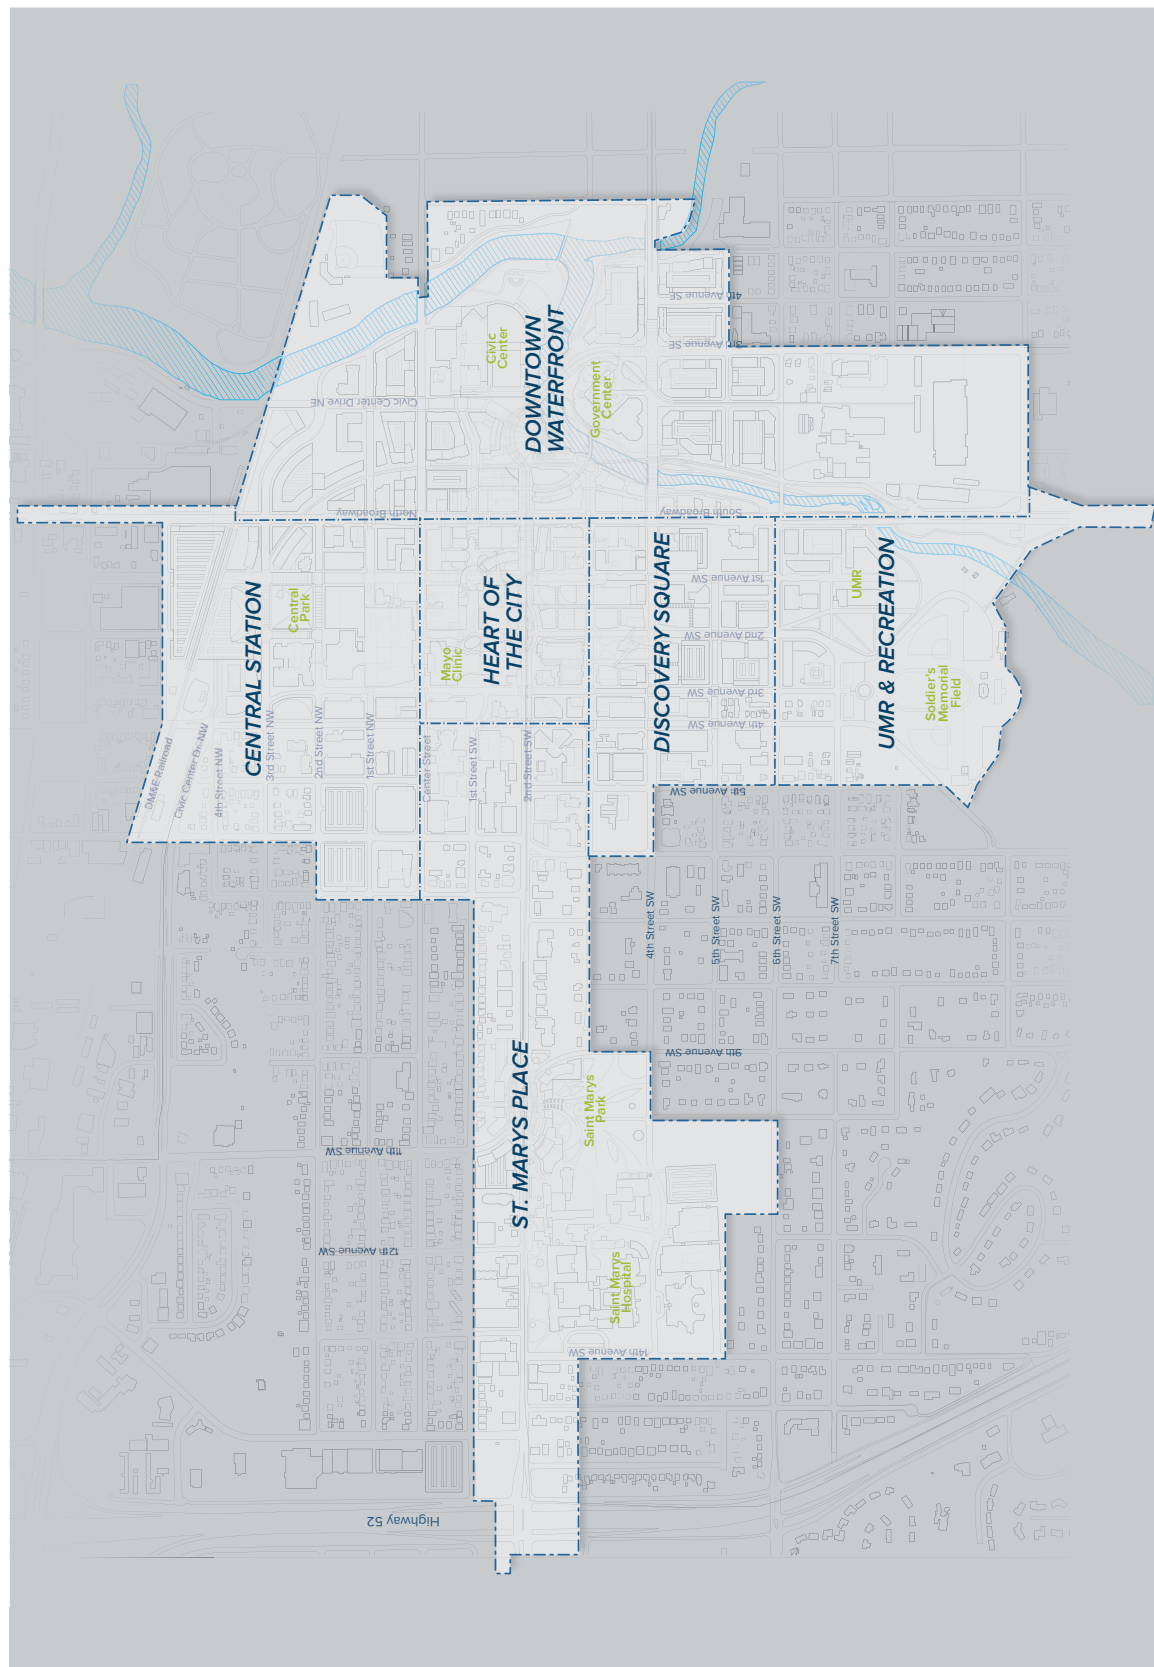 DM&E Railroad
Civic Center Dr. NW
4th Street NW
CENTRAL STATION
3rd Street NW
Central
Park
2nd Street NW
1st Street NW
North Broadway
Civic Center Drive NE
Center Street
Mayo
Clinic
1st Street SW
HEART OF
THE CITY
2nd Street SW
Civic
Center
DOWNTOWN
WATERFRONT
Government
Center
4th Avenue SE
3rd Avenue SE
South Broadway
DISCOVERY SQUARE
1st Avenue SW
2nd Avenue SW
3rd Avenue SW
4th Avenue SW
5th Avenue SW
UMR
UMR & RECREATION
Soldier's
Memorial
Field
4th Street SW
5th Street SW
6th Street SW
7th Street SW
9th Avenue SW
ST. MARYS PLACE
Saint Marys
Park
Saint Marys
Hospital
11th Avenue SW
12th Avenue SW
14th Avenue SW
Highway 52